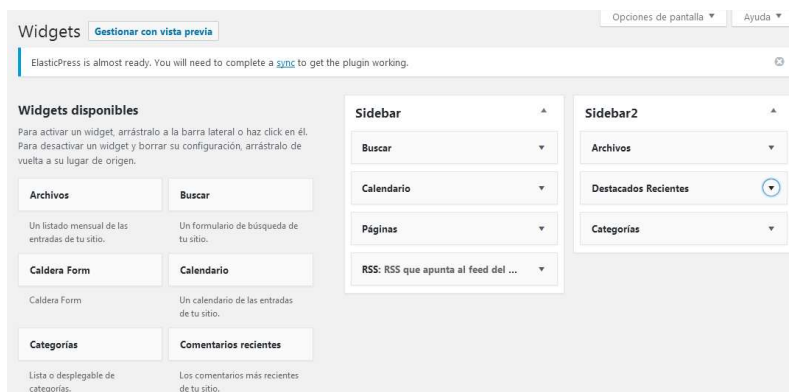 Opciones de pantalla
Ayuda
Widgets
Gestionar con vista previa
ElasticPress is almost ready. You will need to complete a sync to get the plugin working.
Widgets disponibles
Para activar un widget, arrástralo a la barra lateral o haz click en él.
Para desactivar un widget y borrar su configuración, arrástralo de
vuelta a su lugar de origen.
Archivos
Buscar
Un listado mensual de las
entradas de tu sitio.
Un formulario de búsqueda de
tu sitio.
Caldera Form
Calendario
Caldera Form
Un calendario de las entradas
de tu sitio.
Categorías
Comentarios recientes
Lista o desplegable de
categorías.
Los comentarios más recientes
de tu sitio.
Sidebar
Buscar
Calendario
Páginas
RSS: RSS que apunta al feed del ...
Sidebar2
Archivos
Destacados Recientes
Categorías